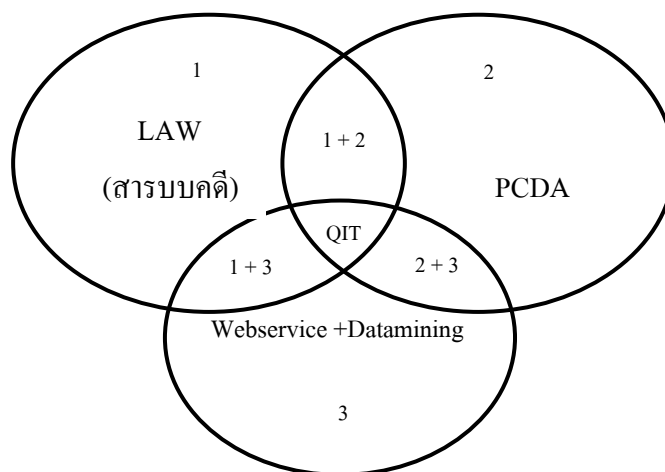 1
2
LAW
1 + 2
(สารบบคดี)
PCDA
QIT
1 + 3
2 + 3
Webservice +Datamining
3